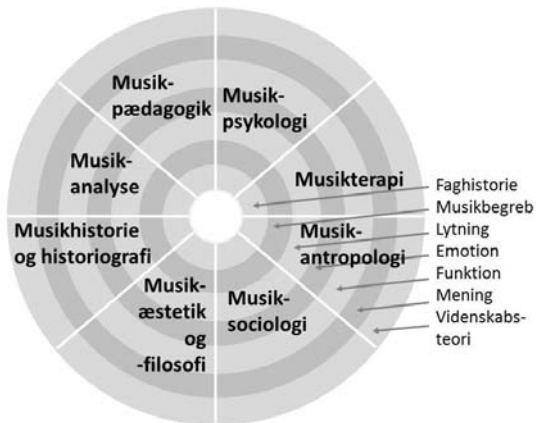 Musik-
pædagogik
Musik-
psykologi
Musik-
analyse
Musikterapi
Musikhistorie
og historiografi
Musik-
antropologi
Musik-
æstetik
og
-filosofi
Musik-
sociologi
Faghistorie
Musikbegreb
Lytning
Emotion
Funktion
Mening
Videnskabs-
teori